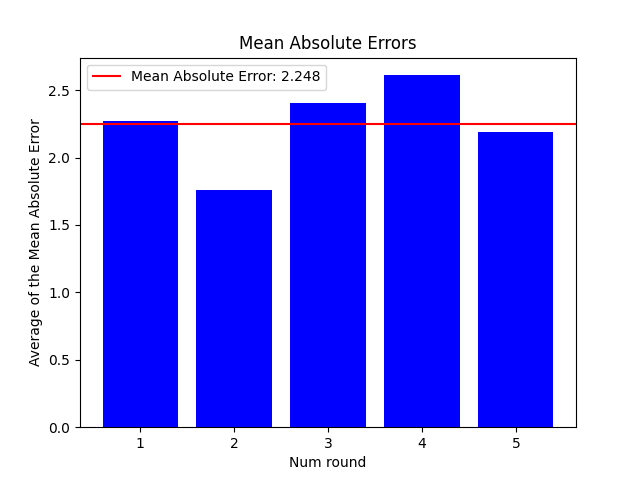 Mean Absolute Errors
Mean Absolute Error: 2.248
Average of the Mean Absolute Error
2.5
2.0
1.5
1.0
0.5
0.0
1 2 3 4 5
Num round